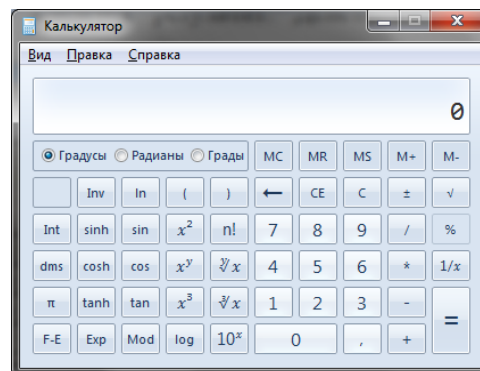 Калькулятор
Вид Правка Справка
0
Градусы Радианы Грады MC MR MS M+ M-
Inv ln ( ) ← CE C ± √
Int sinh sin x² n! 7 8 9 / %
dms cosh cos xʸ ʸ√x 4 5 6 * 1/x
π tanh tan x³ ³√x 1 2 3 - =
F-E Exp Mod log 10ˣ 0 , +